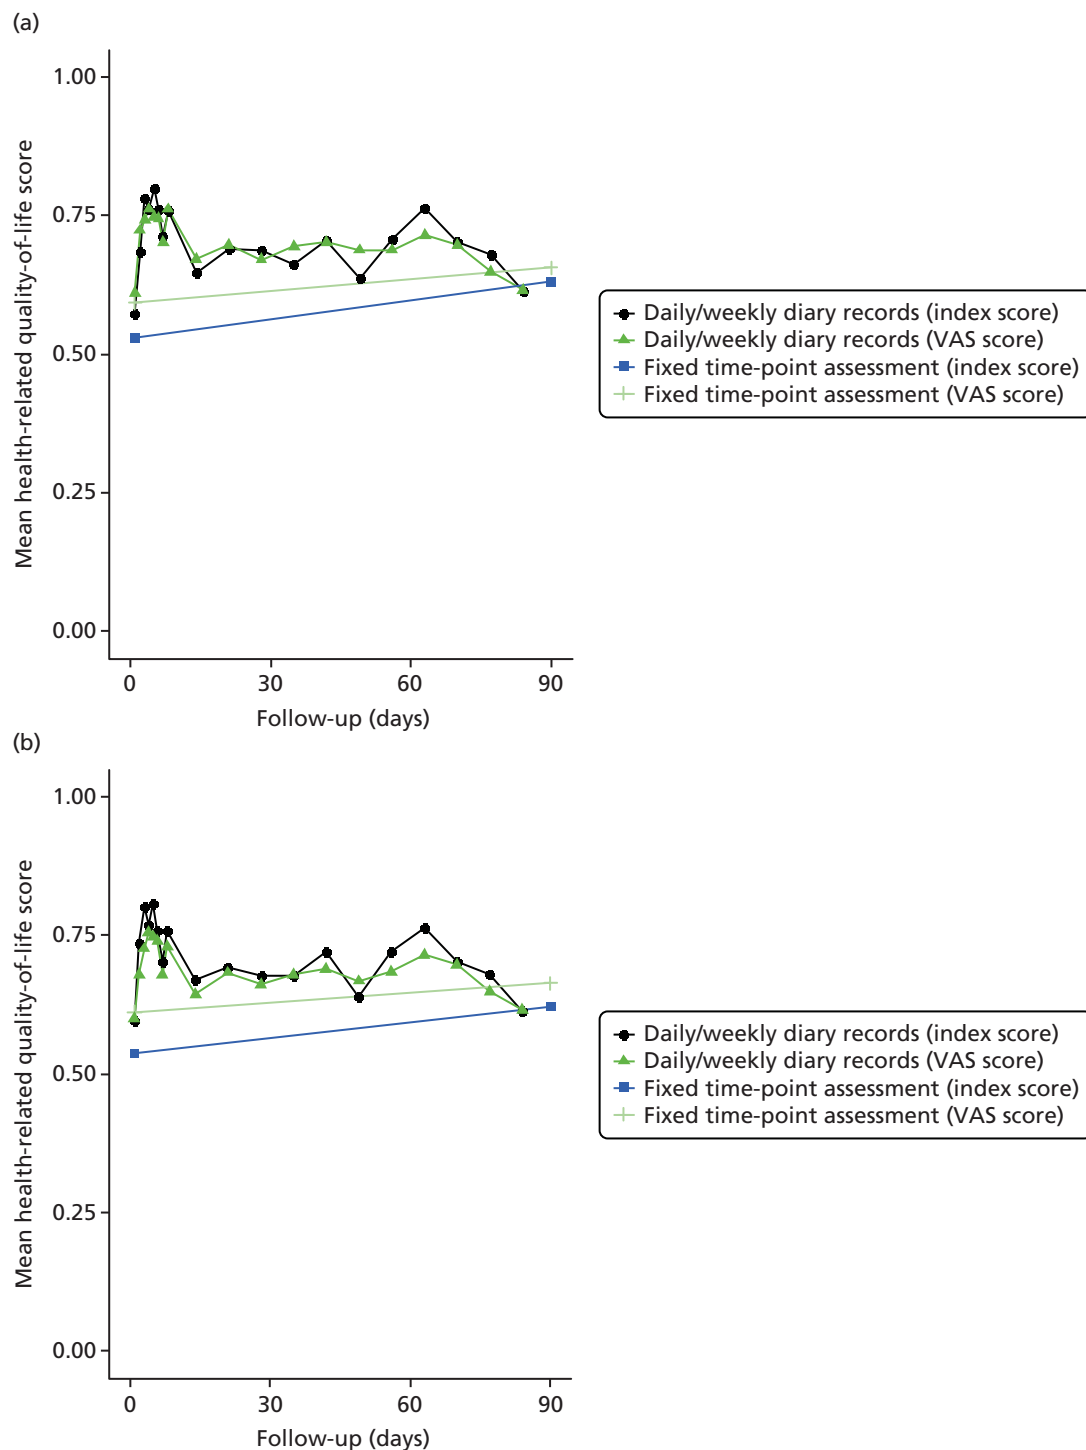 (a)
Mean health-related quality-of-life score
1.00
0.75
0.50
0.25
0.00
0 30 60 90
Follow-up (days)
Daily/weekly diary records (index score)
Daily/weekly diary records (VAS score)
Fixed time-point assessment (index score)
Fixed time-point assessment (VAS score)
(b)
Mean health-related quality-of-life score
1.00
0.75
0.50
0.25
0.00
0 30 60 90
Follow-up (days)
Daily/weekly diary records (index score)
Daily/weekly diary records (VAS score)
Fixed time-point assessment (index score)
Fixed time-point assessment (VAS score)